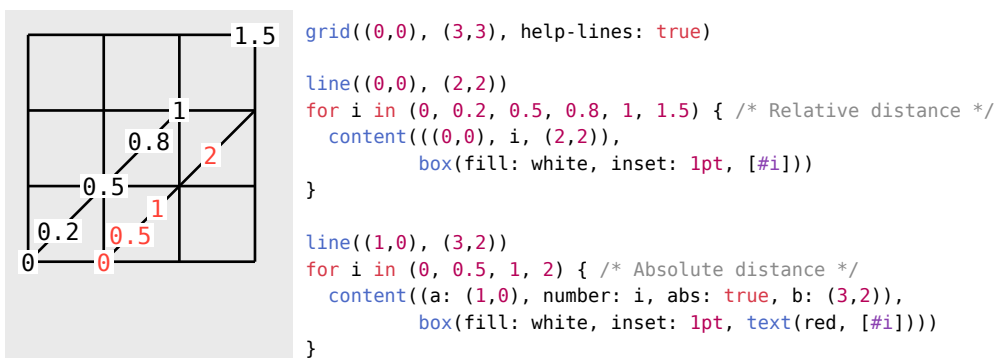 1.5
1
0.8
2
0.5
1
0.2
0.5
0
0
grid((0,0), (3,3), help-lines: true)
line((0,0), (2,2))
for i in (0, 0.2, 0.5, 0.8, 1, 1.5) { /* Relative distance */
  content(((0,0), i, (2,2)),
          box(fill: white, inset: 1pt, [#i]))
}
line((1,0), (3,2))
for i in (0, 0.5, 1, 2) { /* Absolute distance */
  content((a: (1,0), number: i, abs: true, b: (3,2)),
          box(fill: white, inset: 1pt, text(red, [#i])))
}